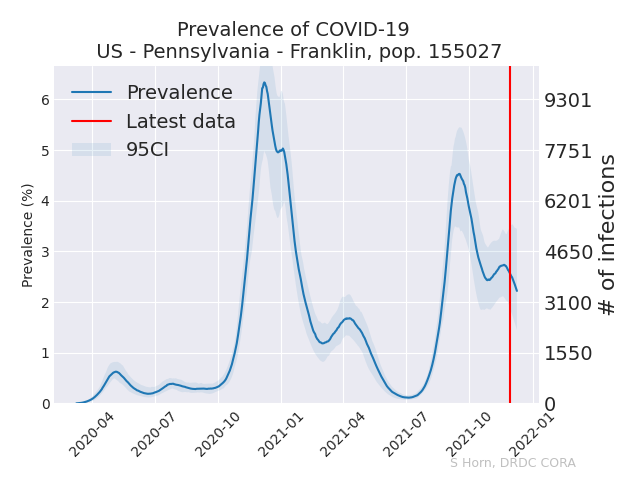 Prevalence of COVID-19
US - Pennsylvania - Franklin, pop. 155027
Prevalence
Latest data
95CI
Prevalence (%)
6
5
4
3
2
1
0
9301
7751
6201
4650
3100
1550
0
# of infections
2020-04
2020-07
2020-10
2021-01
2021-04
2021-07
2021-10
2022-01
S Horn, DRDC CORA